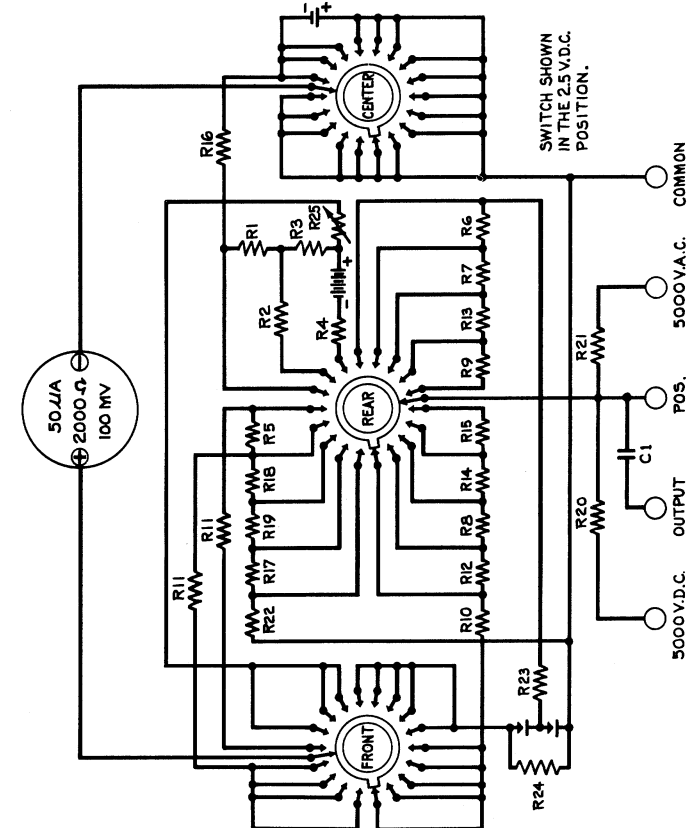 - +
CENTER
SWITCH SHOWN
IN THE 2.5 V.D.C.
POSITION.
R16
COMMON
R1
R3
R25
R2
+
-
R4
R6
R7
R13
R9
5000 V.A.C.
R21
50µA
2000Ω
100 MV
-
+
REAR
POS.
R5
R18
R19
R17
R22
R11
R11
R15
R14
R8
R12
R10
C1
OUTPUT
R20
5000 V.D.C.
R23
R24
FRONT